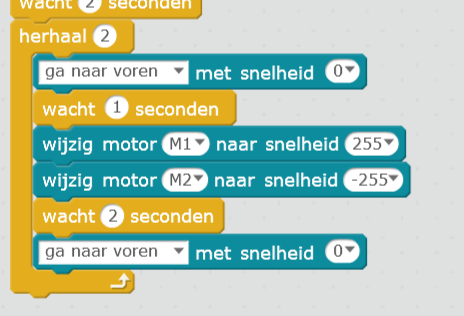 wacht 2 seconden
herhaal 2
ga naar voren met snelheid 0
wacht 1 seconden
wijzig motor M1 naar snelheid 255
wijzig motor M2 naar snelheid -255
wacht 2 seconden
ga naar voren met snelheid 0